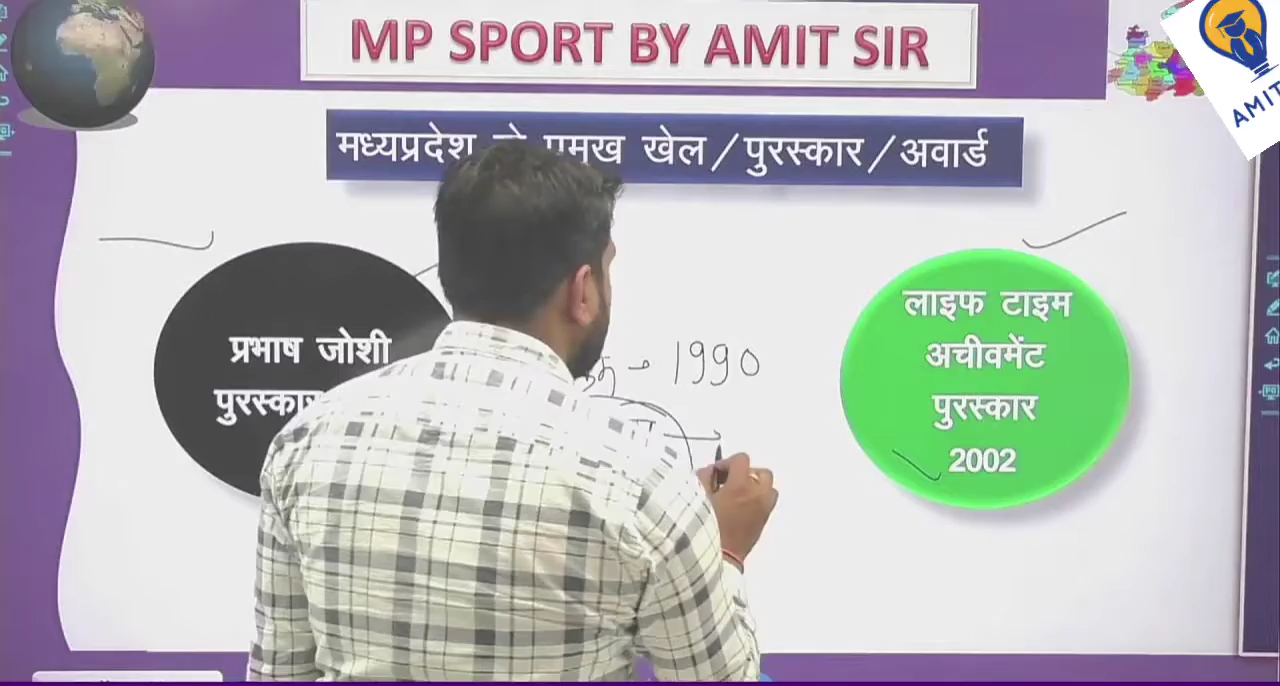 MP SPORT BY AMIT SIR
AMIT
मध्यप्रदेश के प्रमुख खेल/पुरस्कार/अवार्ड
प्रभाष जोशी
पुरस्कार
1990
लाइफ टाइम
अचीवमेंट
पुरस्कार
2002